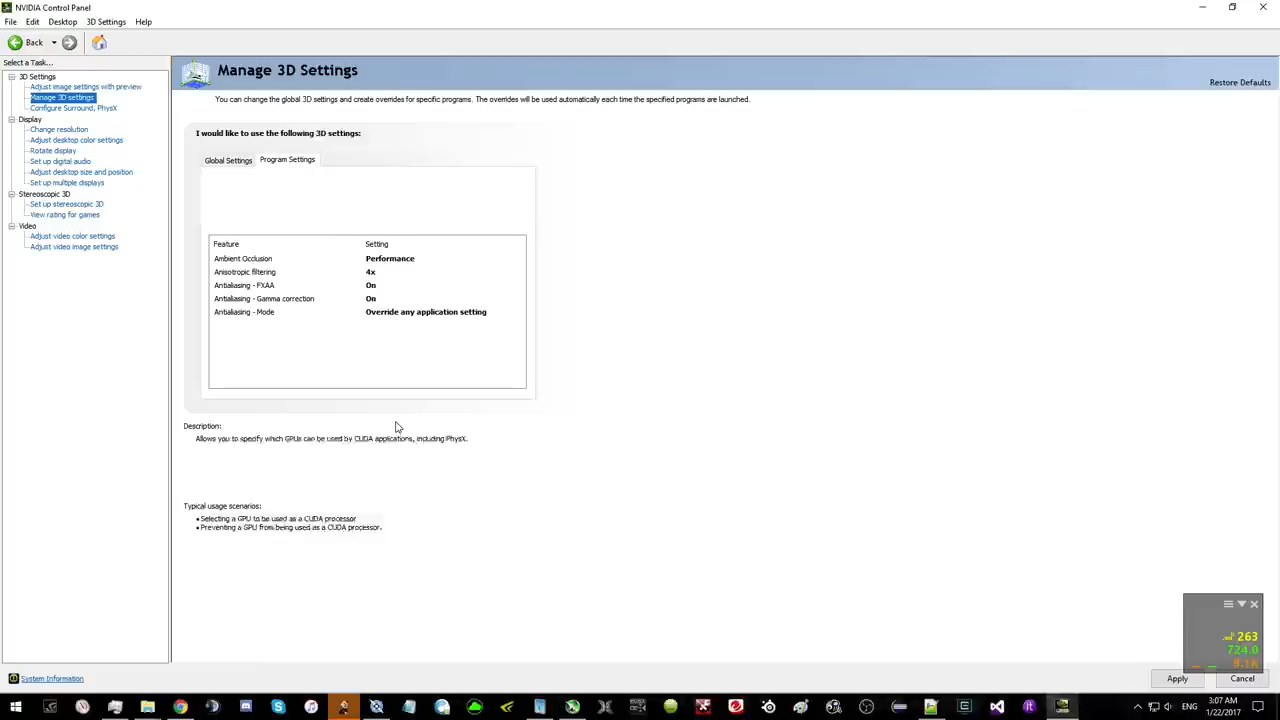 NVIDIA Control Panel
File Edit Desktop 3D Settings Help
Back
Select a Task...
3D Settings
Adjust image settings with preview
Manage 3D settings
Configure Surround, PhysX
Display
Change resolution
Adjust desktop color settings
Rotate display
Set up digital audio
Adjust desktop size and position
Set up multiple displays
Stereoscopic 3D
Set up stereoscopic 3D
View rating for games
Video
Adjust video color settings
Adjust video image settings
System Information
Manage 3D Settings
Restore Defaults
You can change the global 3D settings and create overrides for specific programs. The overrides will be used automatically each time the specified programs are launched.
I would like to use the following 3D settings:
Global Settings Program Settings
Feature Setting
Ambient Occlusion Performance
Anisotropic filtering 4x
Antialiasing - FXAA On
Antialiasing - Gamma correction On
Antialiasing - Mode Override any application setting
Description:
Allows you to specify which GPUs can be used by CUDA applications, including PhysX.
Typical usage scenarios:
• Selecting a GPU to be used as a CUDA processor
• Preventing a GPU from being used as a CUDA processor.
263
724.0
9.1K
Apply Cancel
ENG
3:07 AM
1/22/2017